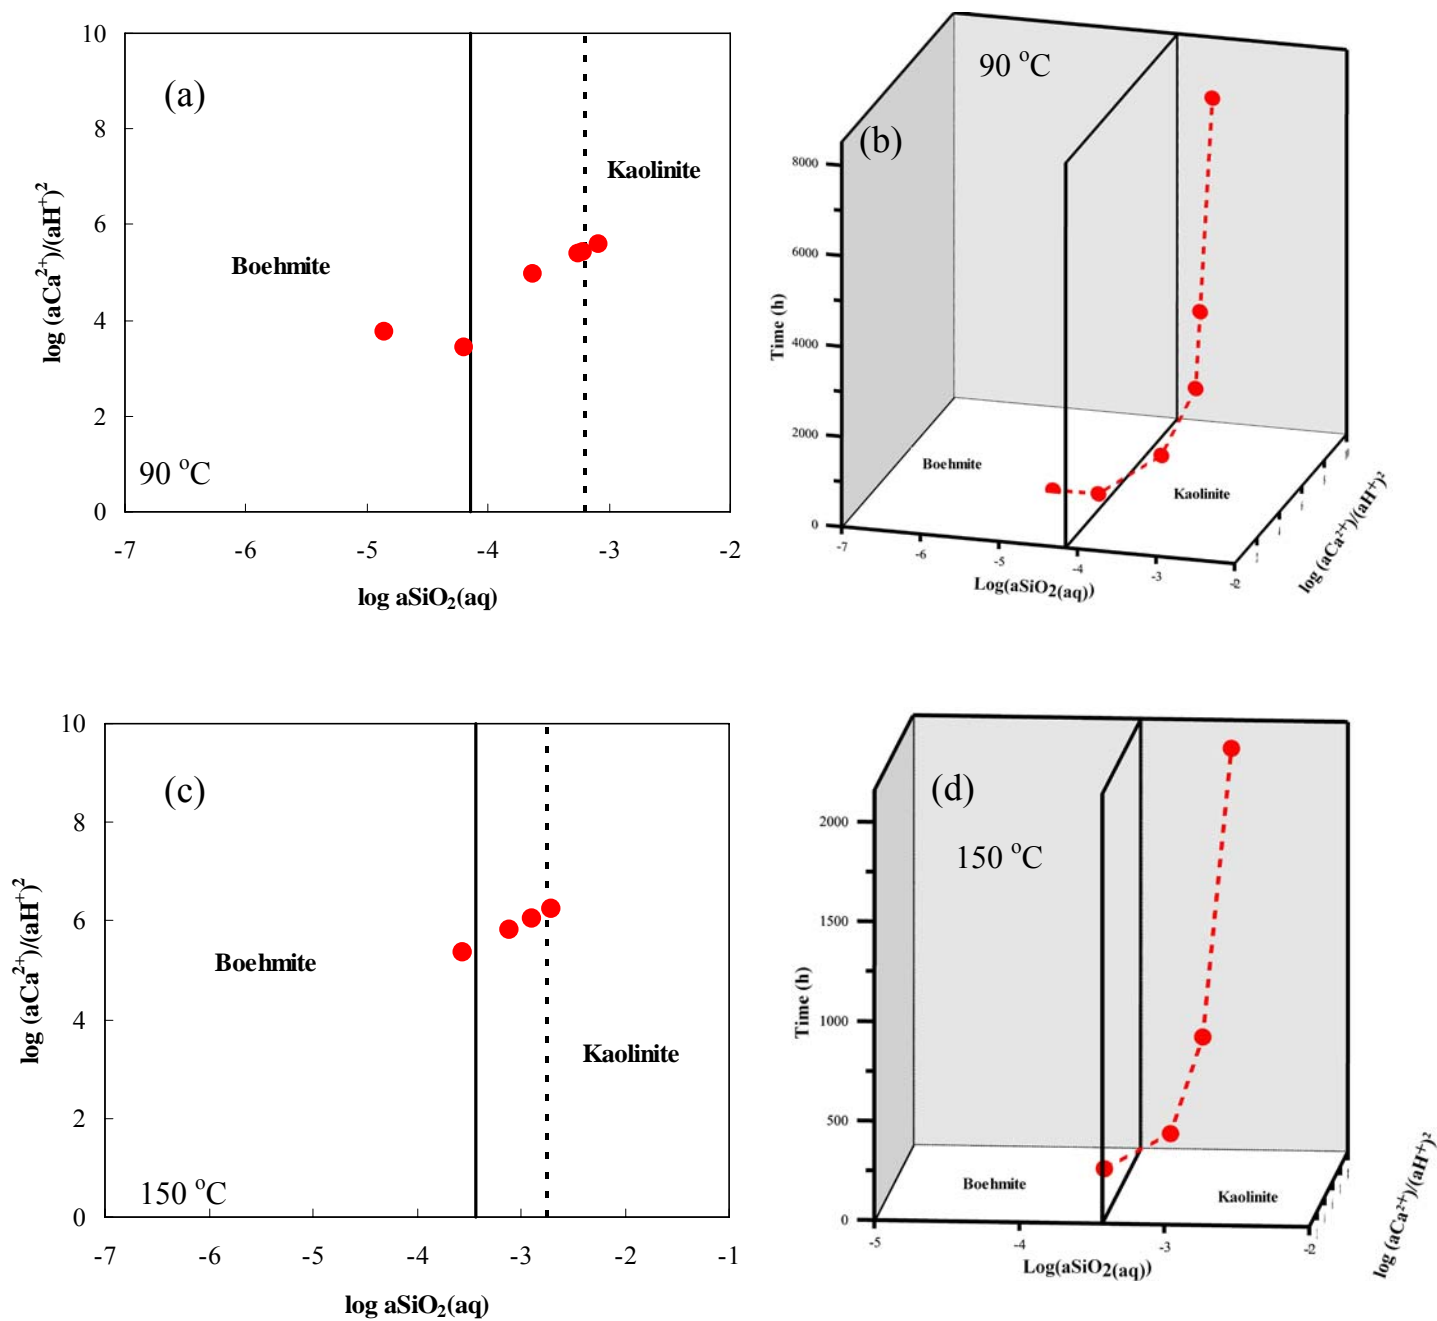 (a)
10
8
6
4
2
0
log (aCa²⁺)/(aH⁺)²
Boehmite
Kaolinite
90 °C
-7
-5
-4
-3
-2
log aSiO₂(aq)
(b)
90 °C
8000
6000
4000
2000
0
Time (h)
Boehmite
Kaolinite
-7
-6
-5
-4
-3
-2
Log(aSiO₂(aq))
log (aCa²⁺)/(aH⁺)²
(c)
10
8
6
4
2
0
log (aCa²⁺)/(aH⁺)²
Boehmite
Kaolinite
150 °C
-7
-6
-5
-4
-3
-2
-1
log aSiO₂(aq)
(d)
150 °C
2000
1500
1000
500
0
Time (h)
Boehmite
Kaolinite
-5
-4
-3
-2
Log(aSiO₂(aq))
log (aCa²⁺)/(aH⁺)²